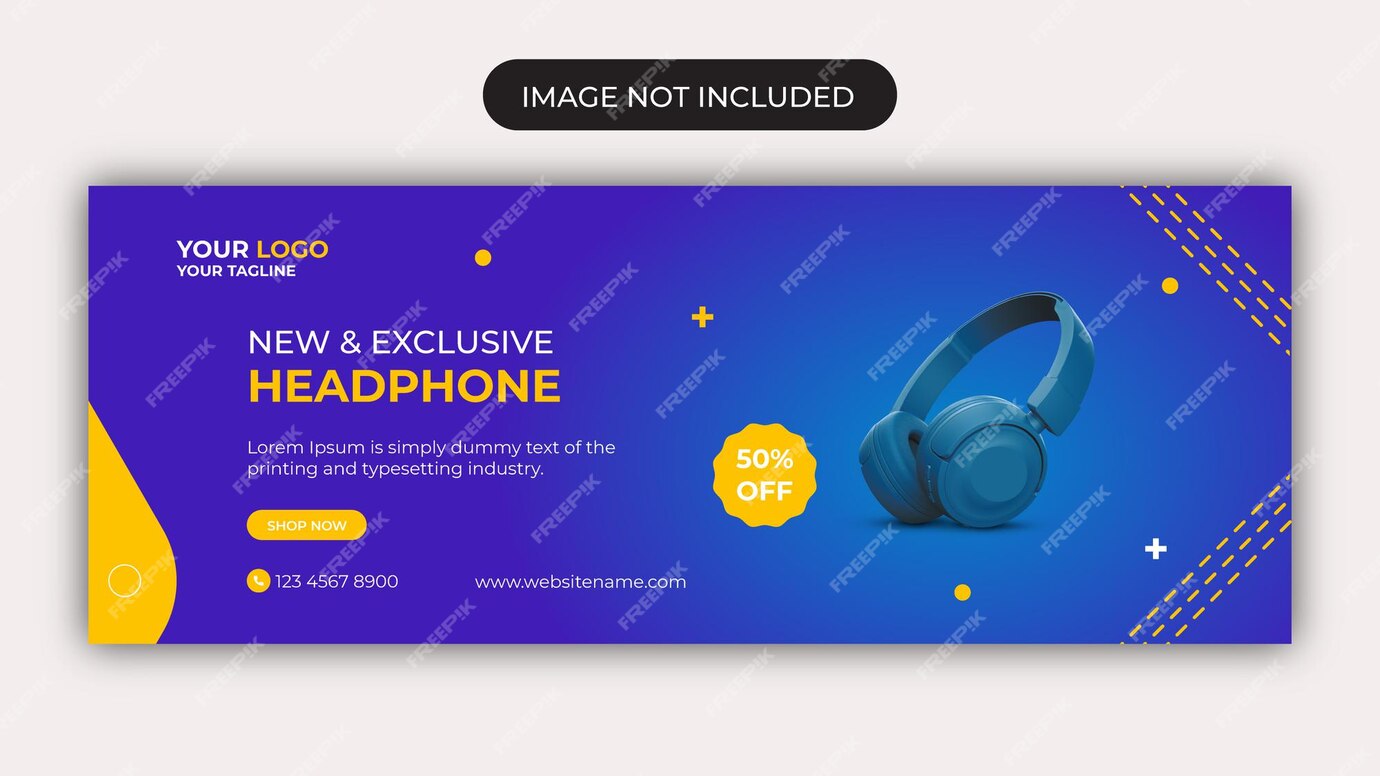 IMAGE NOT INCLUDED
YOUR LOGO
YOUR TAGLINE
NEW & EXCLUSIVE
HEADPHONE
Lorem Ipsum is simply dummy text of the
printing and typesetting industry.
50%
OFF
SHOP NOW
123 4567 8900
www.websitename.com
FREEPIK